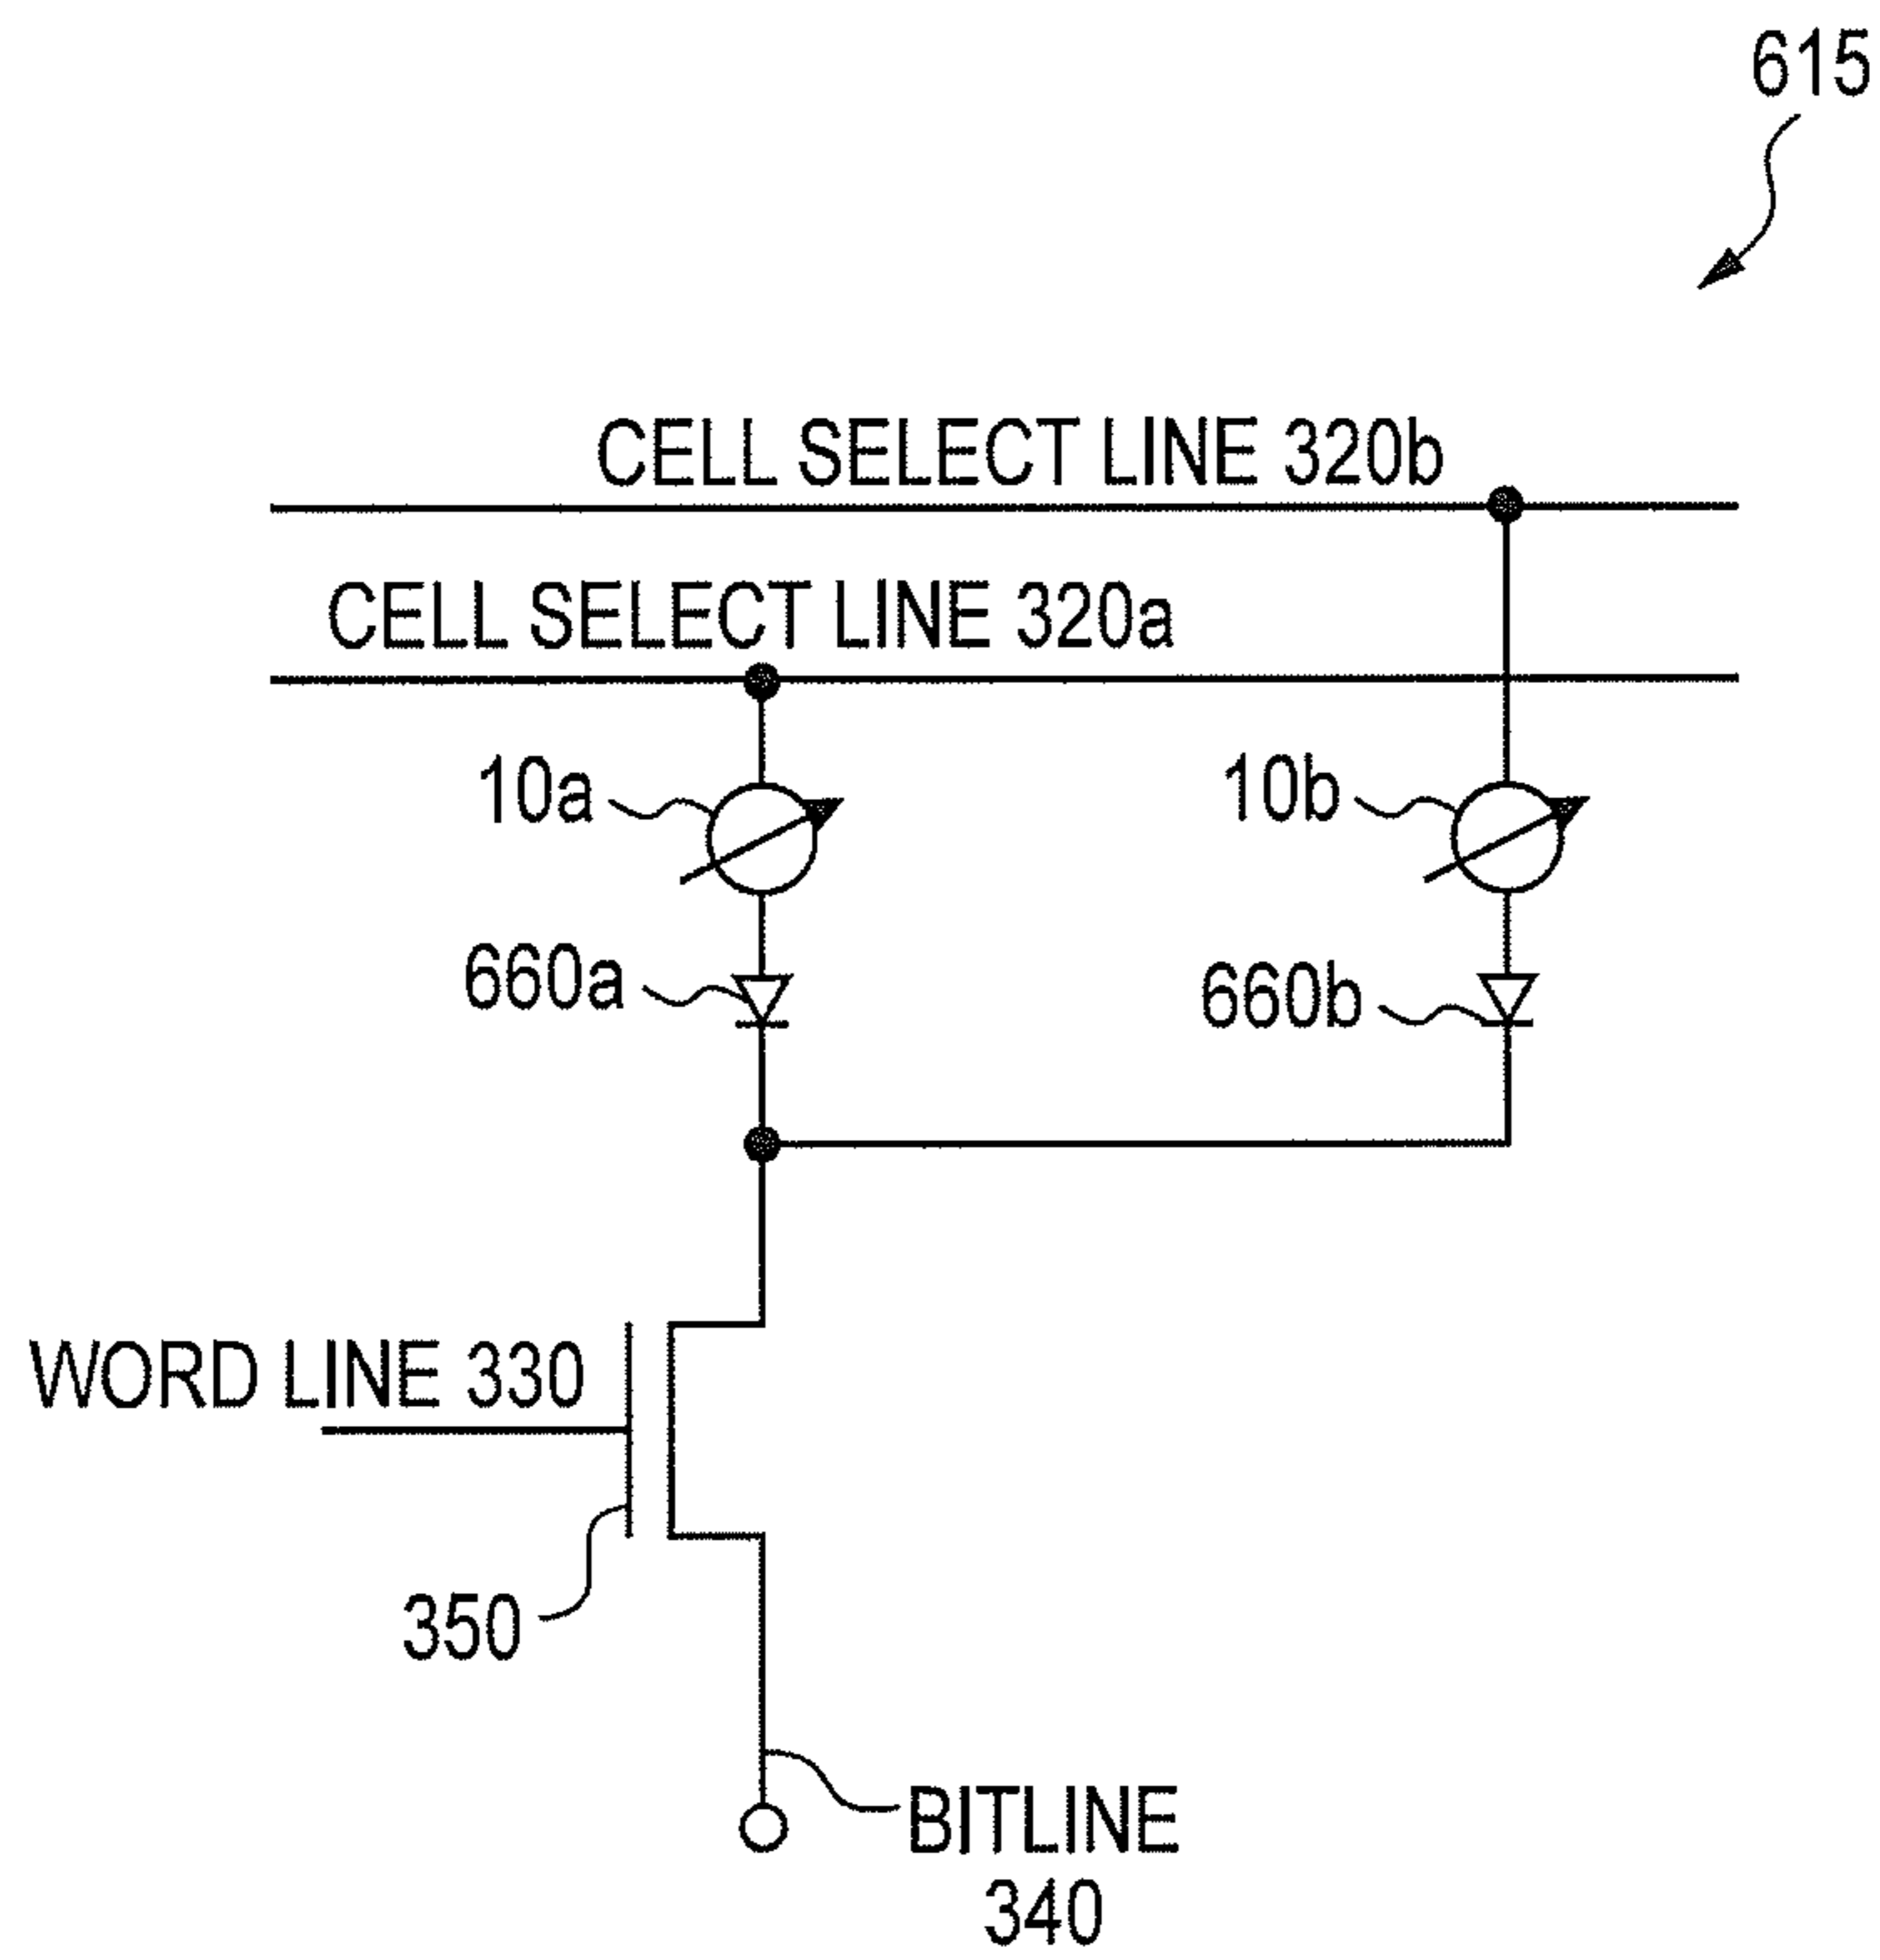 615
CELL SELECT LINE 320b
CELL SELECT LINE 320a
10a
10b
660a
660b
WORD LINE 330
350
BITLINE
340